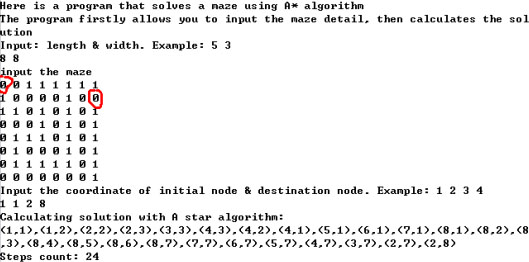 Here is a program that solves a maze using A* algorithm
The program firstly allows you to input the maze detail, then calculates the sol
ution
Input: length & width. Example: 5 3
8 8
input the maze
0 0 1 1 1 1 1 1
1 0 0 0 0 1 0 0
1 1 0 1 0 1 0 1
0 0 0 1 0 1 0 1
0 1 1 1 0 1 0 1
0 1 0 0 0 1 0 1
0 1 1 1 1 1 0 1
0 0 0 0 0 0 0 1
Input the coordinate of initial node & destination node. Example: 1 2 3 4
1 1 2 8
Calculating solution with A star algorithm:
(1,1),(1,2),(2,2),(2,3),(3,3),(4,3),(4,2),(4,1),(5,1),(6,1),(7,1),(8,1),(8,2),(8
,3),(8,4),(8,5),(8,6),(8,7),(7,7),(6,7),(5,7),(4,7),(3,7),(2,7),(2,8)
Steps count: 24